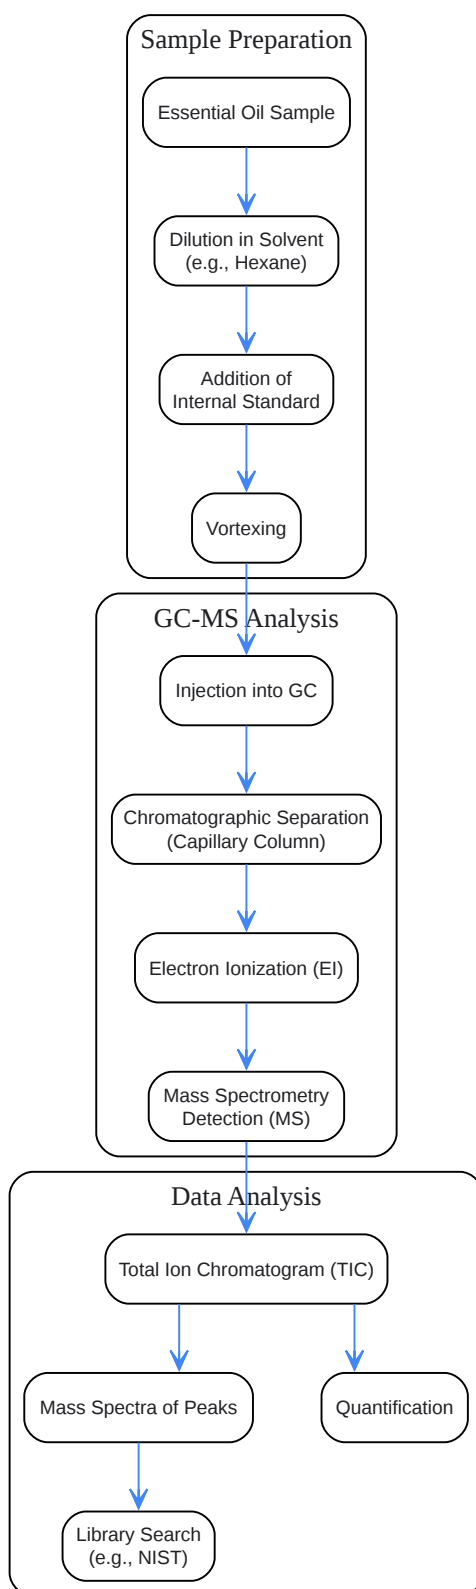 Sample Preparation
Essential Oil Sample
Dilution in Solvent
(e.g., Hexane)
Addition of
Internal Standard
Vortexing
GC-MS Analysis
Injection into GC
Chromatographic Separation
(Capillary Column)
Electron Ionization (EI)
Mass Spectrometry
Detection (MS)
Data Analysis
Total Ion Chromatogram (TIC)
Mass Spectra of Peaks
Quantification
Library Search
(e.g., NIST)